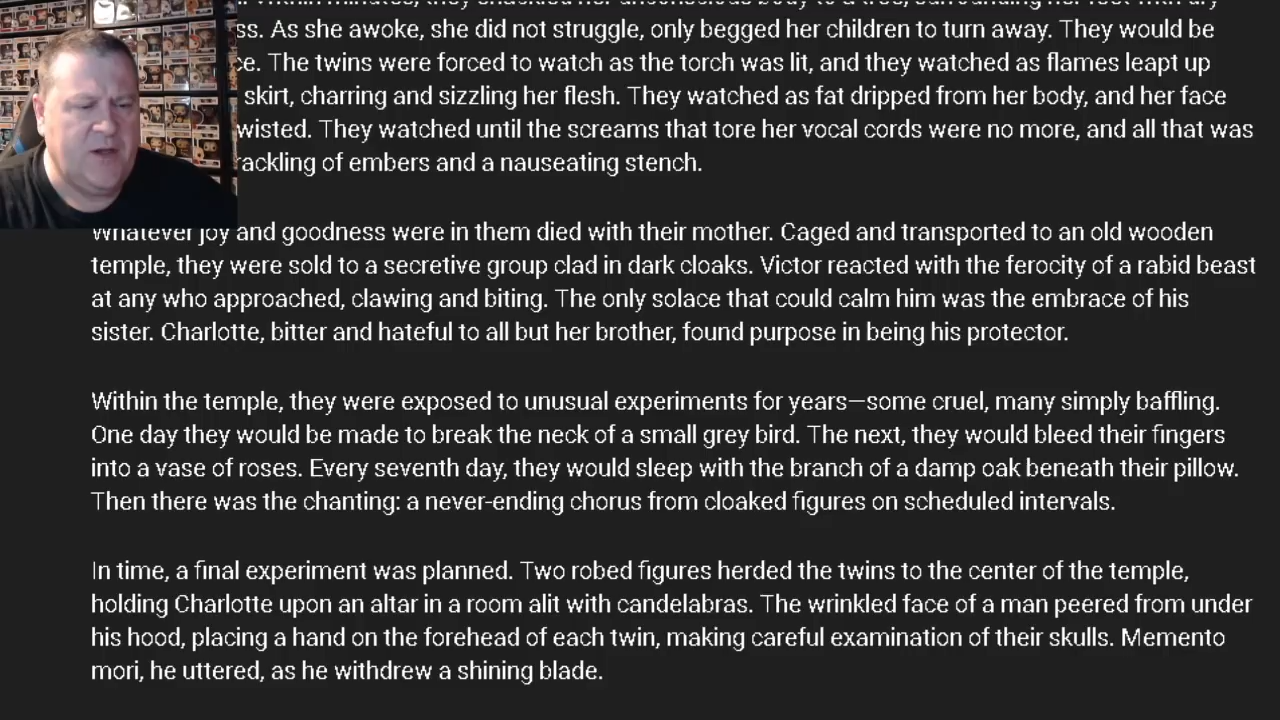 ss. As she awoke, she did not struggle, only begged her children to turn away. They would be
ce. The twins were forced to watch as the torch was lit, and they watched as flames leapt up
skirt, charring and sizzling her flesh. They watched as fat dripped from her body, and her face
wisted. They watched until the screams that tore her vocal cords were no more, and all that was
rackling of embers and a nauseating stench.
Whatever joy and goodness were in them died with their mother. Caged and transported to an old wooden
temple, they were sold to a secretive group clad in dark cloaks. Victor reacted with the ferocity of a rabid beast
at any who approached, clawing and biting. The only solace that could calm him was the embrace of his
sister. Charlotte, bitter and hateful to all but her brother, found purpose in being his protector.
Within the temple, they were exposed to unusual experiments for years—some cruel, many simply baffling.
One day they would be made to break the neck of a small grey bird. The next, they would bleed their fingers
into a vase of roses. Every seventh day, they would sleep with the branch of a damp oak beneath their pillow.
Then there was the chanting: a never-ending chorus from cloaked figures on scheduled intervals.
In time, a final experiment was planned. Two robed figures herded the twins to the center of the temple,
holding Charlotte upon an altar in a room alit with candelabras. The wrinkled face of a man peered from under
his hood, placing a hand on the forehead of each twin, making careful examination of their skulls. Memento
mori, he uttered, as he withdrew a shining blade.